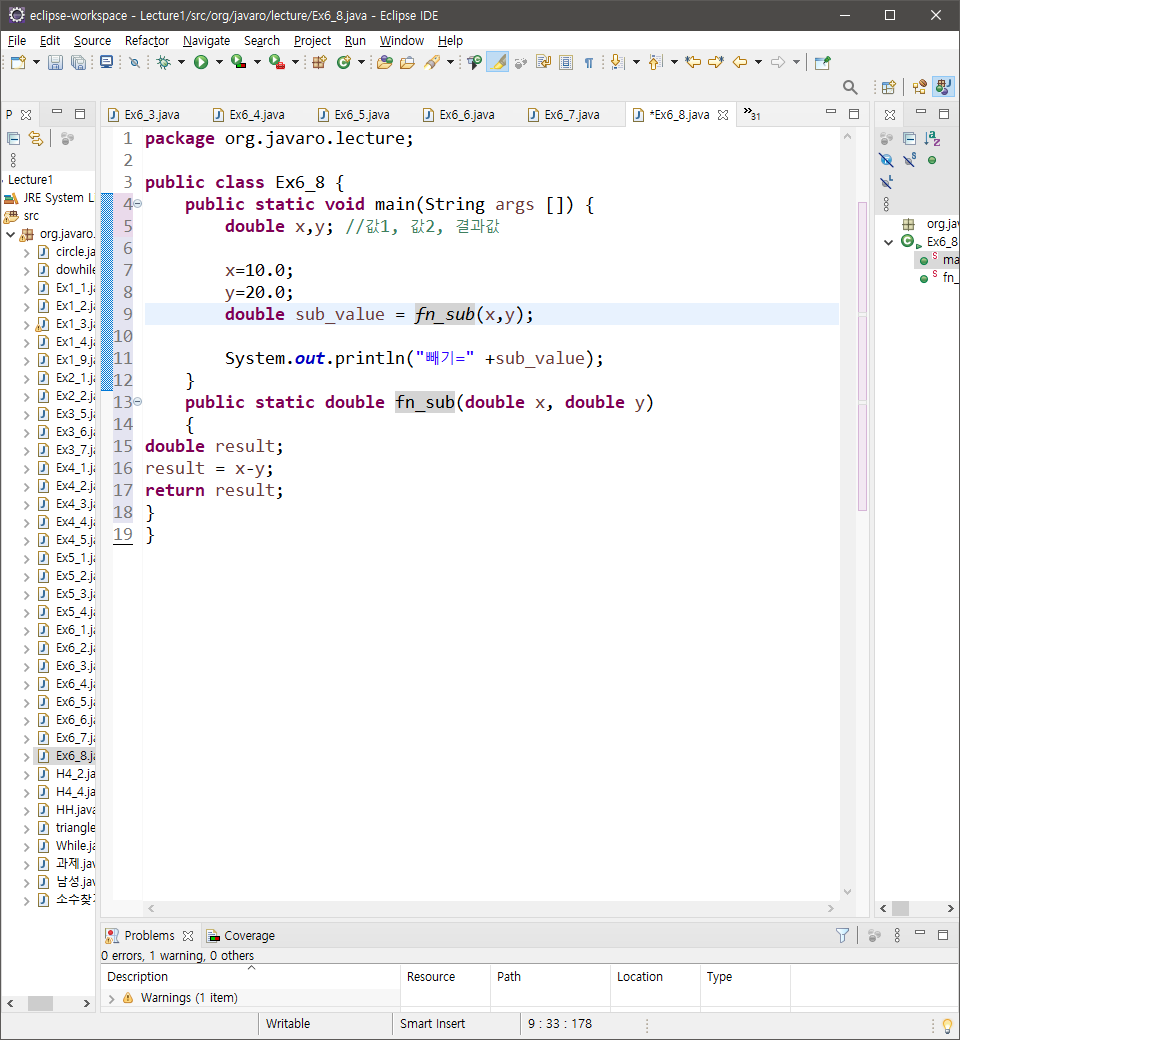 eclipse-workspace - Lecture1/src/org/javaro/lecture/Ex6_8.java - Eclipse IDE
File Edit Source Refactor Navigate Search Project Run Window Help
P
Ex6_3.java Ex6_4.java Ex6_5.java Ex6_6.java Ex6_7.java *Ex6_8.java »31
Lecture1
JRE System L
src
org.javaro.
circle.ja
dowhile
Ex1_1.ja
Ex1_2.ja
Ex1_3.ja
Ex1_4.ja
Ex1_9.ja
Ex2_1.ja
Ex2_2.ja
Ex3_5.ja
Ex3_6.ja
Ex3_7.ja
Ex4_1.ja
Ex4_2.ja
Ex4_3.ja
Ex4_4.ja
Ex4_5.ja
Ex5_1.ja
Ex5_2.ja
Ex5_3.ja
Ex5_4.ja
Ex6_1.ja
Ex6_2.ja
Ex6_3.ja
Ex6_4.ja
Ex6_5.ja
Ex6_6.ja
Ex6_7.ja
Ex6_8.ja
H4_2.ja
H4_4.ja
HH.java
triangle
While.ja
과제.jav
남성.jav
소수찾
1 package org.javaro.lecture;
2
3 public class Ex6_8 {
4 public static void main(String args []) {
5 double x,y; //값1, 값2, 결과값
6
7 x=10.0;
8 y=20.0;
9 double sub_value = fn_sub(x,y);
10
11 System.out.println("빼기=" +sub_value);
12 }
13 public static double fn_sub(double x, double y)
14 {
15 double result;
16 result = x-y;
17 return result;
18 }
19 }
org.jav
Ex6_8
ma
fn_
Problems Coverage
0 errors, 1 warning, 0 others
Description Resource Path Location Type
Warnings (1 item)
Writable Smart Insert 9 : 33 : 178